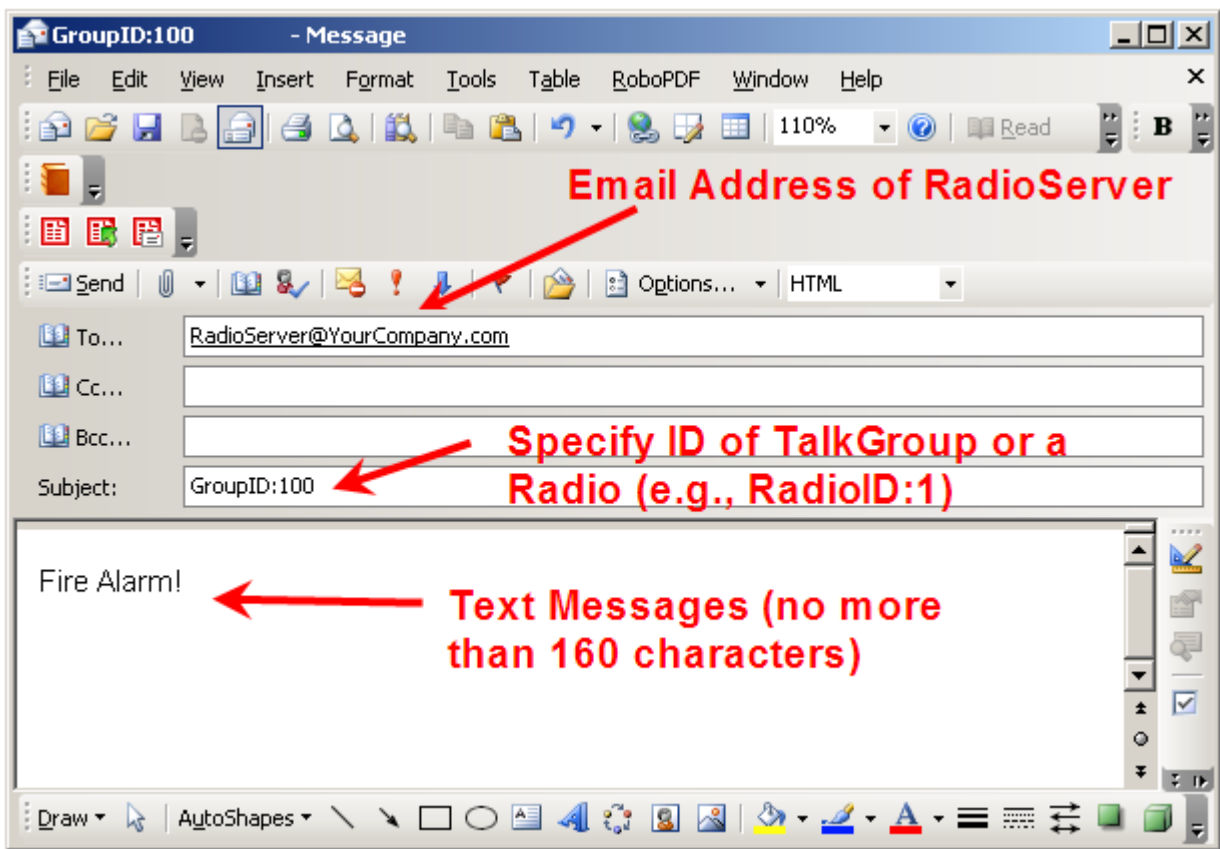 GroupID:100 - Message
File Edit View Insert Format Tools Table RoboPDF Window Help
110% Read B
Email Address of RadioServer
Send Options... HTML
To... RadioServer@YourCompany.com
Cc...
Bcc...
Specify ID of TalkGroup or a
Subject: GroupID:100
Radio (e.g., RadioID:1)
Fire Alarm!
Text Messages (no more
than 160 characters)
Draw AutoShapes A